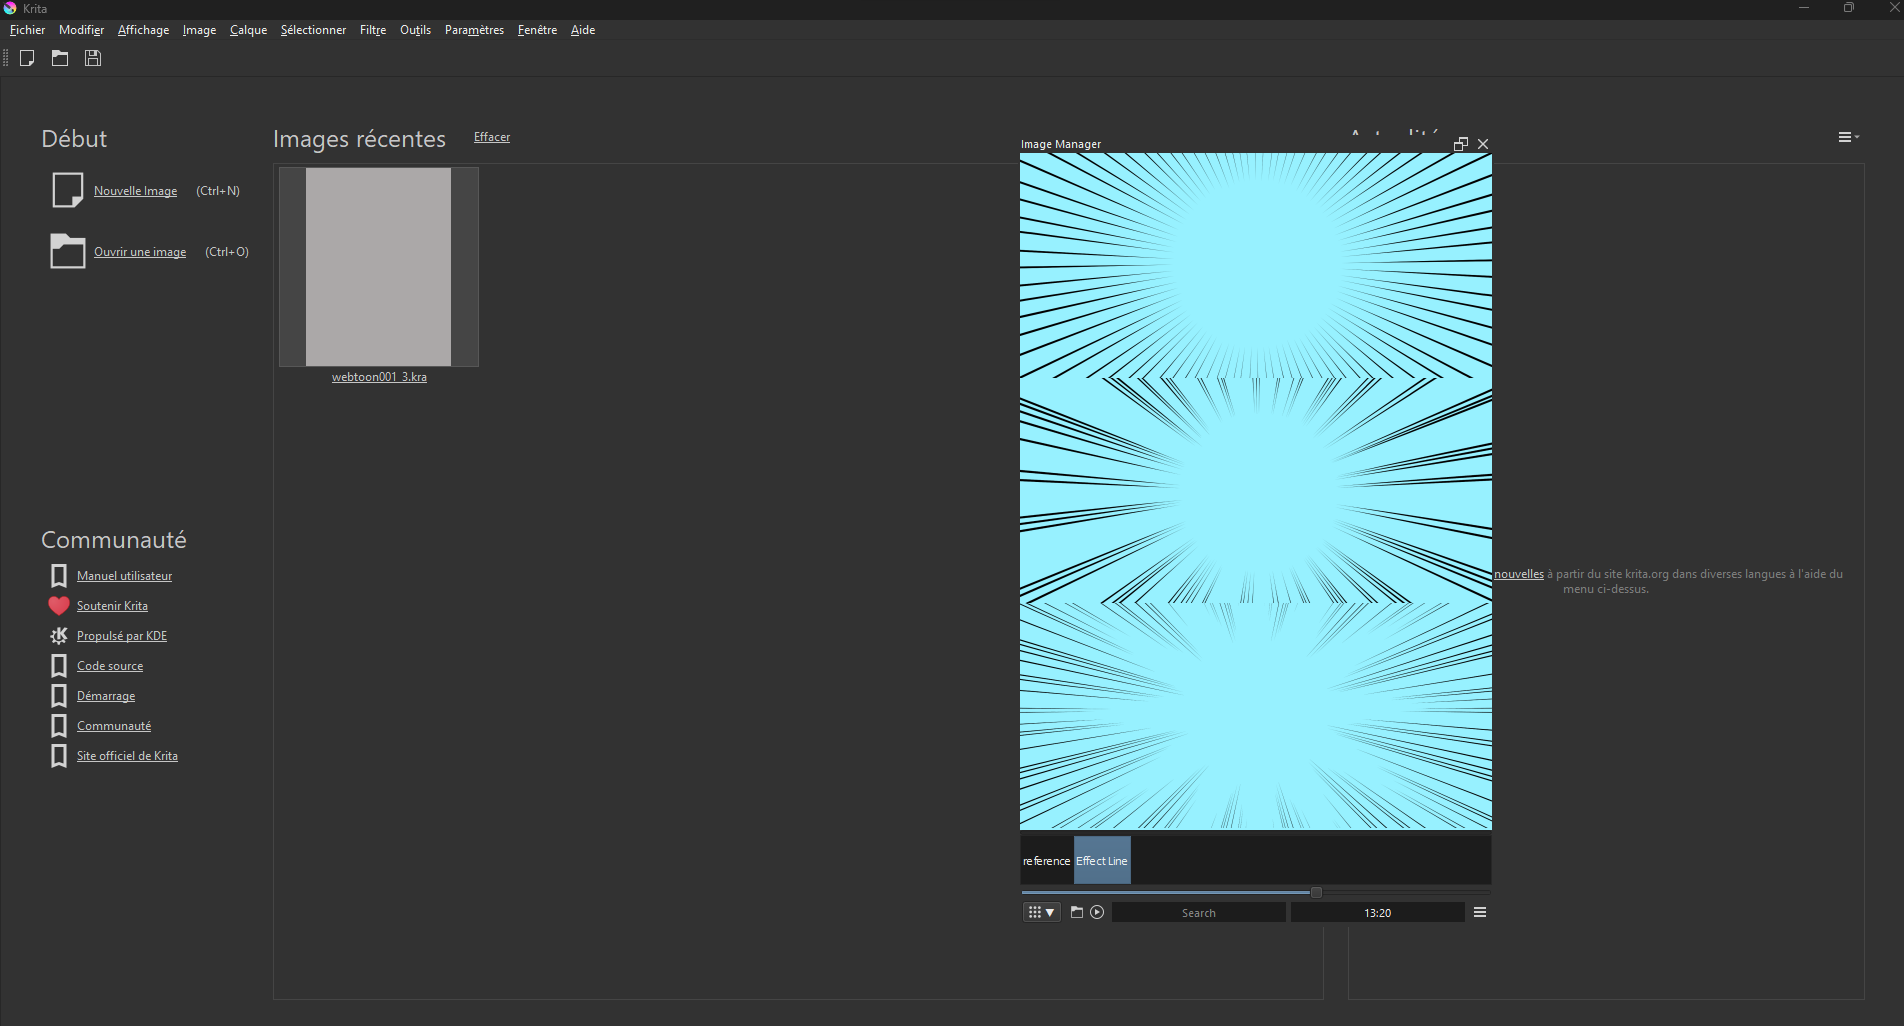 Krita
Fichier Modifier Affichage Image Calque Sélectionner Filtre Outils Paramètres Fenêtre Aide
Début
Nouvelle Image (Ctrl+N)
Ouvrir une image (Ctrl+O)
Images récentes Effacer
webtoon001_3.kra
Communauté
Manuel utilisateur
Soutenir Krita
Propulsé par KDE
Code source
Démarrage
Communauté
Site officiel de Krita
Image Manager
reference Effect Line
Search 13:20
nouvelles à partir du site krita.org dans diverses langues à l'aide du
menu ci-dessus.